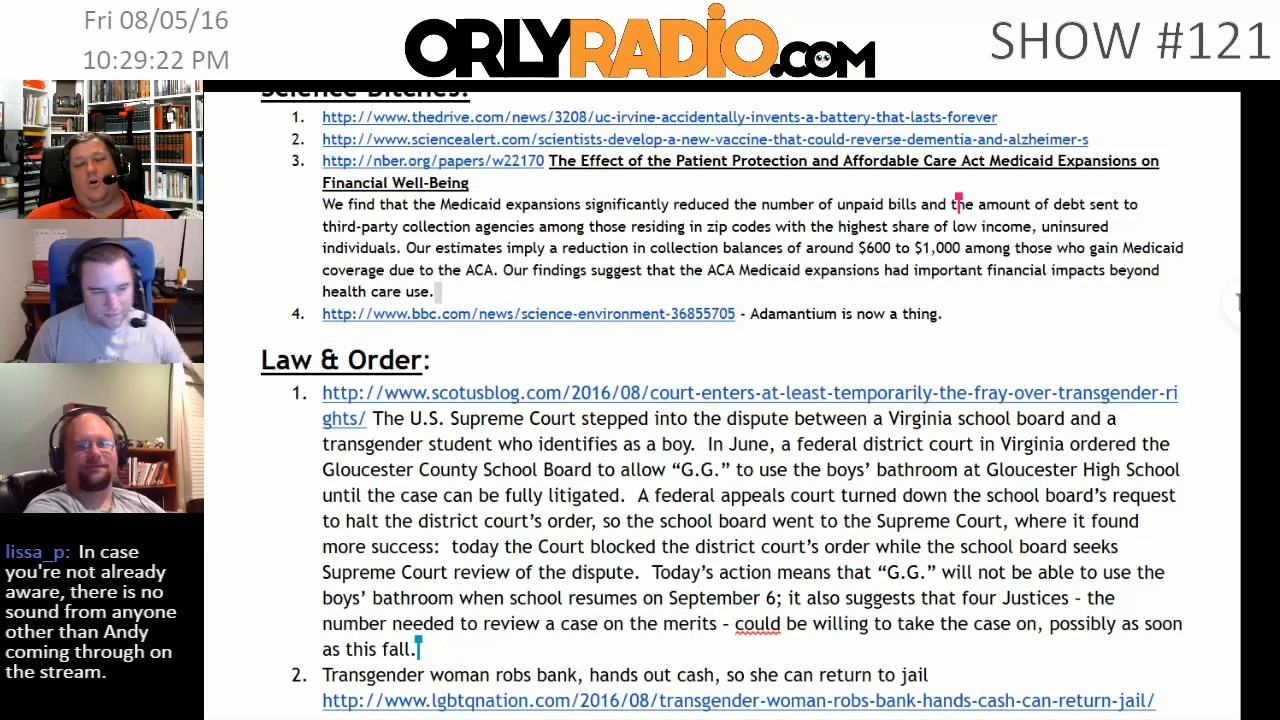 Fri 08/05/16
10:29:22 PM
ORLYRADIO.COM
SHOW #121
Science Bitches:
1. http://www.thedrive.com/news/3208/uc-irvine-accidentally-invents-a-battery-that-lasts-forever
2. http://www.sciencealert.com/scientists-develop-a-new-vaccine-that-could-reverse-dementia-and-alzheimer-s
3. http://nber.org/papers/w22170 The Effect of the Patient Protection and Affordable Care Act Medicaid Expansions on
Financial Well-Being
We find that the Medicaid expansions significantly reduced the number of unpaid bills and the amount of debt sent to
third-party collection agencies among those residing in zip codes with the highest share of low income, uninsured
individuals. Our estimates imply a reduction in collection balances of around $600 to $1,000 among those who gain Medicaid
coverage due to the ACA. Our findings suggest that the ACA Medicaid expansions had important financial impacts beyond
health care use.
4. http://www.bbc.com/news/science-environment-36855705 - Adamantium is now a thing.
Law & Order:
1. http://www.scotusblog.com/2016/08/court-enters-at-least-temporarily-the-fray-over-transgender-ri
ghts/ The U.S. Supreme Court stepped into the dispute between a Virginia school board and a
transgender student who identifies as a boy. In June, a federal district court in Virginia ordered the
Gloucester County School Board to allow “G.G.” to use the boys’ bathroom at Gloucester High School
until the case can be fully litigated. A federal appeals court turned down the school board’s request
to halt the district court’s order, so the school board went to the Supreme Court, where it found
more success: today the Court blocked the district court’s order while the school board seeks
Supreme Court review of the dispute. Today’s action means that “G.G.” will not be able to use the
boys’ bathroom when school resumes on September 6; it also suggests that four Justices – the
number needed to review a case on the merits – could be willing to take the case on, possibly as soon
as this fall.
2. Transgender woman robs bank, hands out cash, so she can return to jail
http://www.lgbtqnation.com/2016/08/transgender-woman-robs-bank-hands-cash-can-return-jail/
lissa_p: In case
you're not already
aware, there is no
sound from anyone
other than Andy
coming through on
the stream.